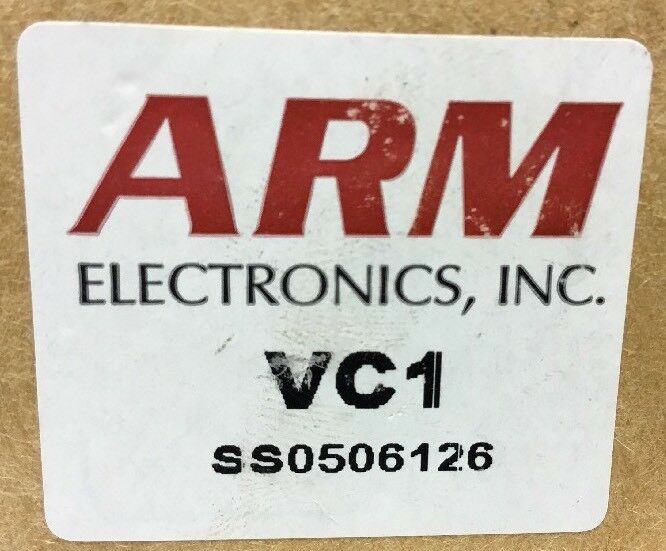 ARM
ELECTRONICS, INC.
VC1
SS0506126